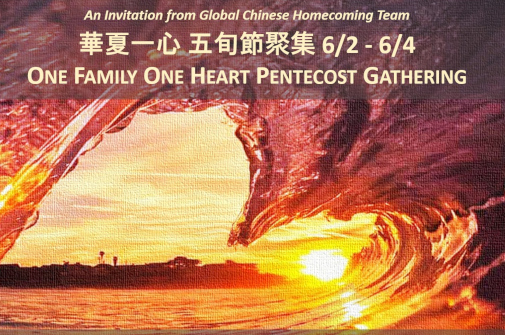 An Invitation from Global Chinese Homecoming Team
華夏一心 五旬節聚集 6/2 - 6/4
ONE FAMILY ONE HEART PENTECOST GATHERING